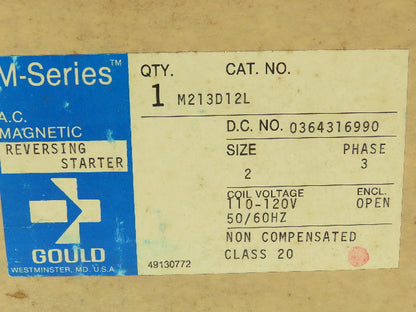 M-Series™
A.C.
MAGNETIC
REVERSING
STARTER
GOULD
WESTMINSTER, MD. U.S.A.
QTY. CAT. NO.
1 M213D12L
D.C. NO. 0364316990
SIZE PHASE
2 3
COIL VOLTAGE ENCL.
110-120V OPEN
50/60HZ
NON COMPENSATED
CLASS 20
49130772